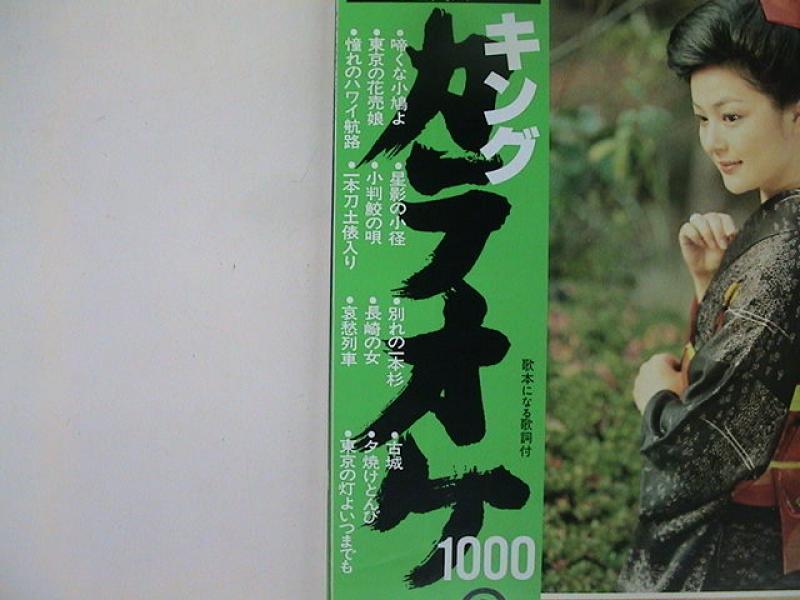 キング
カラオケ
1000
歌本になる歌詞付
啼くな小鳩よ
東京の花売娘
憧れのハワイ航路
星影の小径
小判鮫の唄
一本刀土俵入り
別れの一本杉
長崎の女
哀愁列車
古城
夕焼けとんび
東京の灯よいつまでも